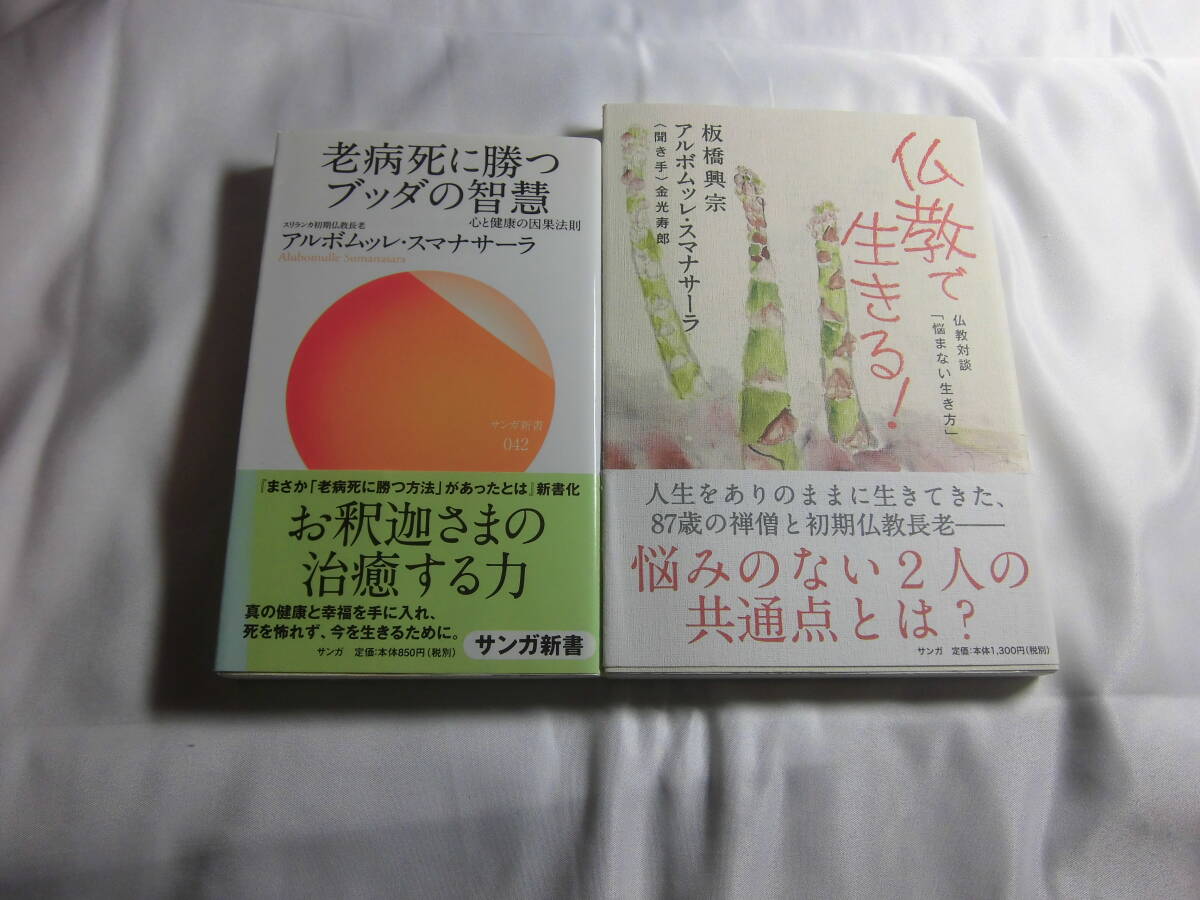 老病死に勝つ
ブッダの智慧
心と健康の因果法則
スリランカ初期仏教長老
アルボムッレ・スマナサーラ
Alubomulle Sumanasara
サンガ新書
042
『まさか「老病死に勝つ方法」があったとは』新書化
お釈迦さまの
治癒する力
真の健康と幸福を手に入れ、
死を怖れず、今を生きるために。
サンガ 定価:本体850円(税別)
サンガ新書
仏教で
生きる!
仏教対談
「悩まない生き方」
板橋興宗
アルボムッレ・スマナサーラ
〈聞き手〉金光寿郎
人生をありのままに生きてきた、
87歳の禅僧と初期仏教長老――
悩みのない2人の
共通点とは?
サンガ 定価:本体1,300円(税別)